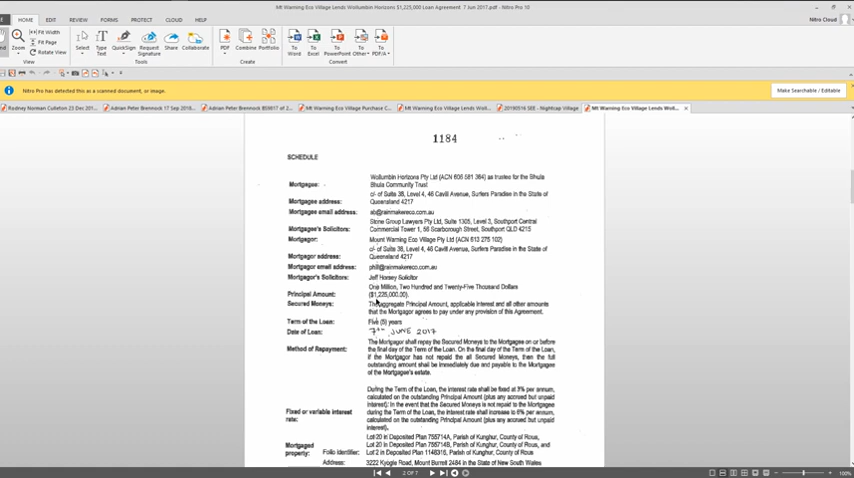 Mt Warning Eco Village Lends Wollumbin Horizons $1,225,000 Loan Agreement 7 Jun 2017.pdf - Nitro Pro 10
HOME EDIT REVIEW FORMS PROTECT CLOUD HELP
Nitro Cloud
Zoom
Fit Width
Fit Page
Rotate View
Select
Type Text
QuickSign
Request Signature
Share
Collaborate
PDF
Combine
Portfolio
To Word
To Excel
To PowerPoint
To Other
To PDF/A
View Tools Create Convert
Nitro Pro has detected this as a scanned document, or image.
Make Searchable / Editable
Rodney Norman Culleton 23 Dec 201...
Adrian Peter Brennock 17 Sep 2018...
Adrian Peter Brennock BS9817 of 2...
Mt Warning Eco Village Purchase C...
Mt Warning Eco Village Lends Woll...
20190516 SEE - Nightcap Village
Mt Warning Eco Village Lends Woll...
1184
SCHEDULE
Mortgagee: Wollumbin Horizons Pty Ltd (ACN 606 581 364) as trustee for the Bhula
Bhula Community Trust
Mortgagee address: c/- of Suite 38, Level 4, 46 Cavill Avenue, Surfers Paradise in the State of
Queensland 4217
Mortgagee email address: ab@rainmakereco.com.au
Mortgagee's Solicitors: Stone Group Lawyers Pty Ltd, Suite 1305, Level 3, Southport Central
Commercial Tower 1, 56 Scarborough Street, Southport QLD 4215
Mortgagor: Mount Warning Eco Village Pty Ltd (ACN 613 275 102)
Mortgagor address: c/- of Suite 38, Level 4, 46 Cavill Avenue, Surfers Paradise in the State of
Queensland 4217
Mortgagor email address: phil@rainmakereco.com.au
Mortgagor's Solicitors: Jeff Horsey Solicitor
Principal Amount: One Million, Two Hundred and Twenty-Five Thousand Dollars
($1,225,000.00).
Secured Moneys: The aggregate Principal Amount, applicable interest and all other amounts
that the Mortgagor agrees to pay under any provision of this Agreement.
Term of the Loan: Five (5) years
Date of Loan: 7th JUNE 2017
Method of Repayment: The Mortgagor shall repay the Secured Moneys to the Mortgagee on or before
the final day of the Term of the Loan. On the final day of the Term of Loan,
if the Mortgagor has not repaid the all Secured Moneys, then the full
outstanding amount shall be immediately due and payable to the Mortgagee
of the Mortgagee's estate.
Fixed or variable interest rate: During the Term of the Loan, the interest rate shall be fixed at 3% per annum,
calculated on the outstanding Principal Amount (plus any accrued but unpaid
interest). In the event that the Secured Moneys is not repaid to the Mortgagee
during the Term of the Loan, the interest rate shall increase to 6% per annum,
calculated on the outstanding Principal Amount (plus any accrued but unpaid
interest).
Mortgaged property: Folio identifier: Lot 20 in Deposited Plan 755714A, Parish of Kunghur, County of Rous,
Lot 20 in Deposited Plan 755714B, Parish of Kunghur, County of Rous, and
Lot 2 in Deposited Plan 1148316, Parish of Kunghur, County of Rous
Address: 3222 Kyogle Road, Mount Burrell 2484 in the State of New South Wales
2 OF 7
100%